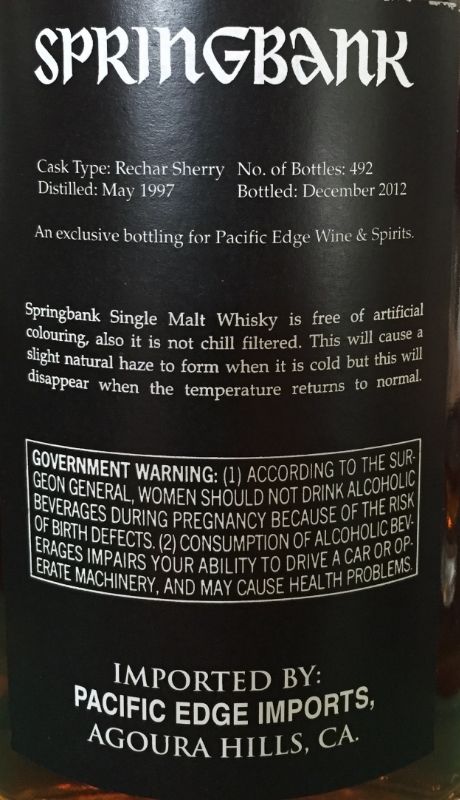 SPRINGBANK
Cask Type: Rechar Sherry No. of Bottles: 492
Distilled: May 1997 Bottled: December 2012
An exclusive bottling for Pacific Edge Wine & Spirits.
Springbank Single Malt Whisky is free of artificial
colouring, also it is not chill filtered. This will cause a
slight natural haze to form when it is cold but this will
disappear when the temperature returns to normal.
GOVERNMENT WARNING: (1) ACCORDING TO THE SUR-
GEON GENERAL, WOMEN SHOULD NOT DRINK ALCOHOLIC
BEVERAGES DURING PREGNANCY BECAUSE OF THE RISK
OF BIRTH DEFECTS. (2) CONSUMPTION OF ALCOHOLIC BEV-
ERAGES IMPAIRS YOUR ABILITY TO DRIVE A CAR OR OP-
ERATE MACHINERY, AND MAY CAUSE HEALTH PROBLEMS.
IMPORTED BY:
PACIFIC EDGE IMPORTS,
AGOURA HILLS, CA.